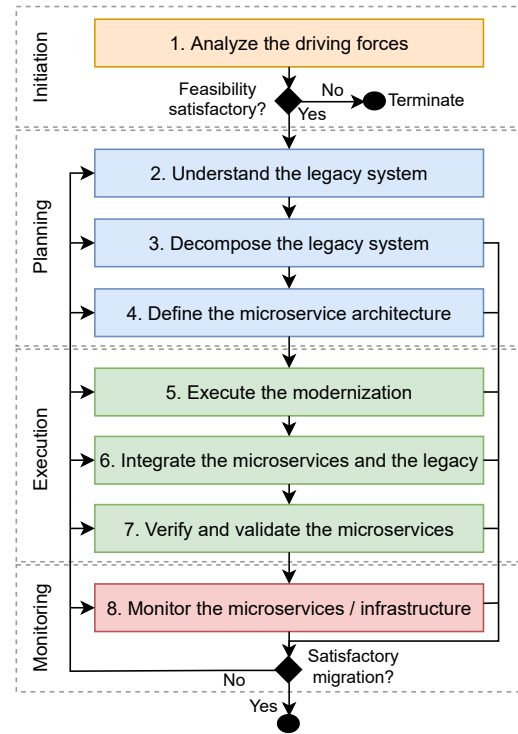 Initiation
1. Analyze the driving forces
Feasibility
satisfactory?
No
Terminate
Yes
Planning
2. Understand the legacy system
3. Decompose the legacy system
4. Define the microservice architecture
Execution
5. Execute the modernization
6. Integrate the microservices and the legacy
7. Verify and validate the microservices
Monitoring
8. Monitor the microservices / infrastructure
Satisfactory
migration?
No
Yes